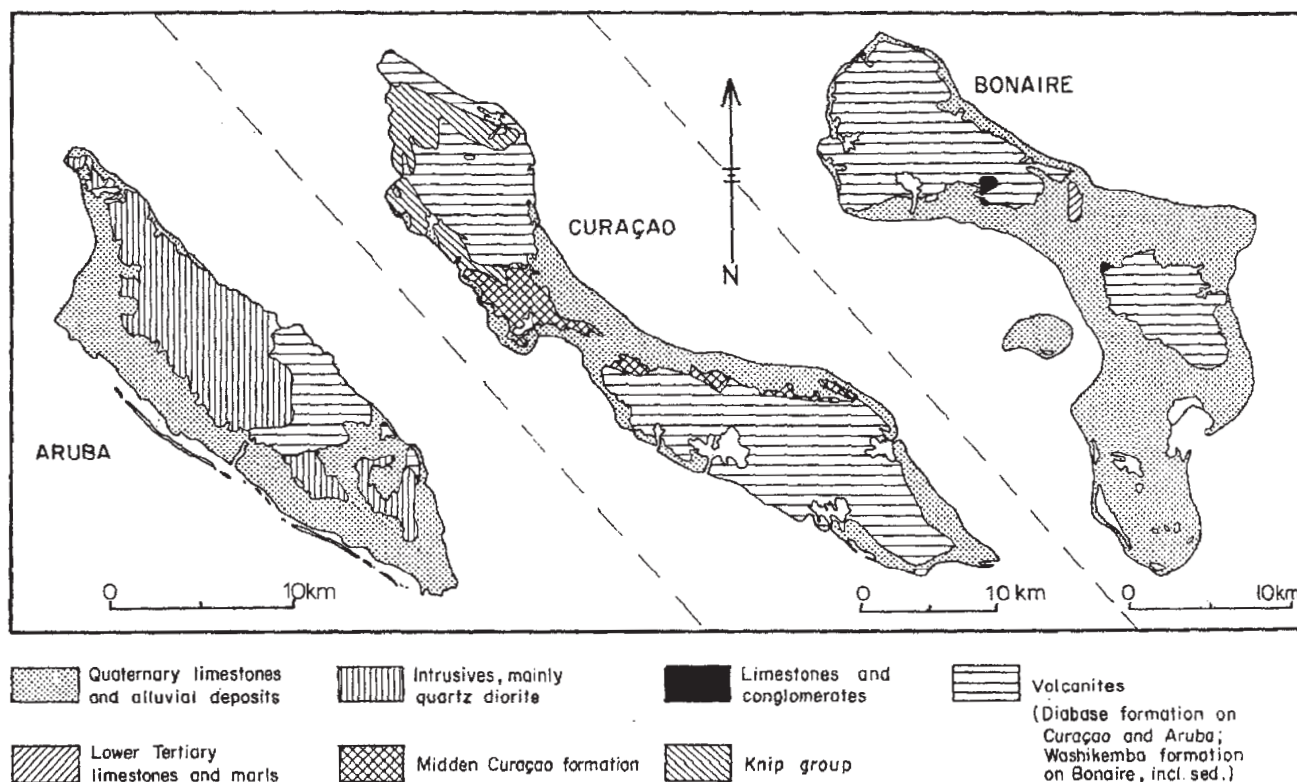 BONAIRE
CURAÇAO
N
ARUBA
0 10km
0 10 km
0 10km
Quaternary limestones
and alluvial deposits
Intrusives, mainly
quartz diorite
Limestones and
conglomerates
Volcanites
(Diabase formation on
Curaçao and Aruba;
Washikemba formation
on Bonaire, incl. sed.)
Lower Tertiary
limestones and marls
Midden Curaçao formation
Knip group